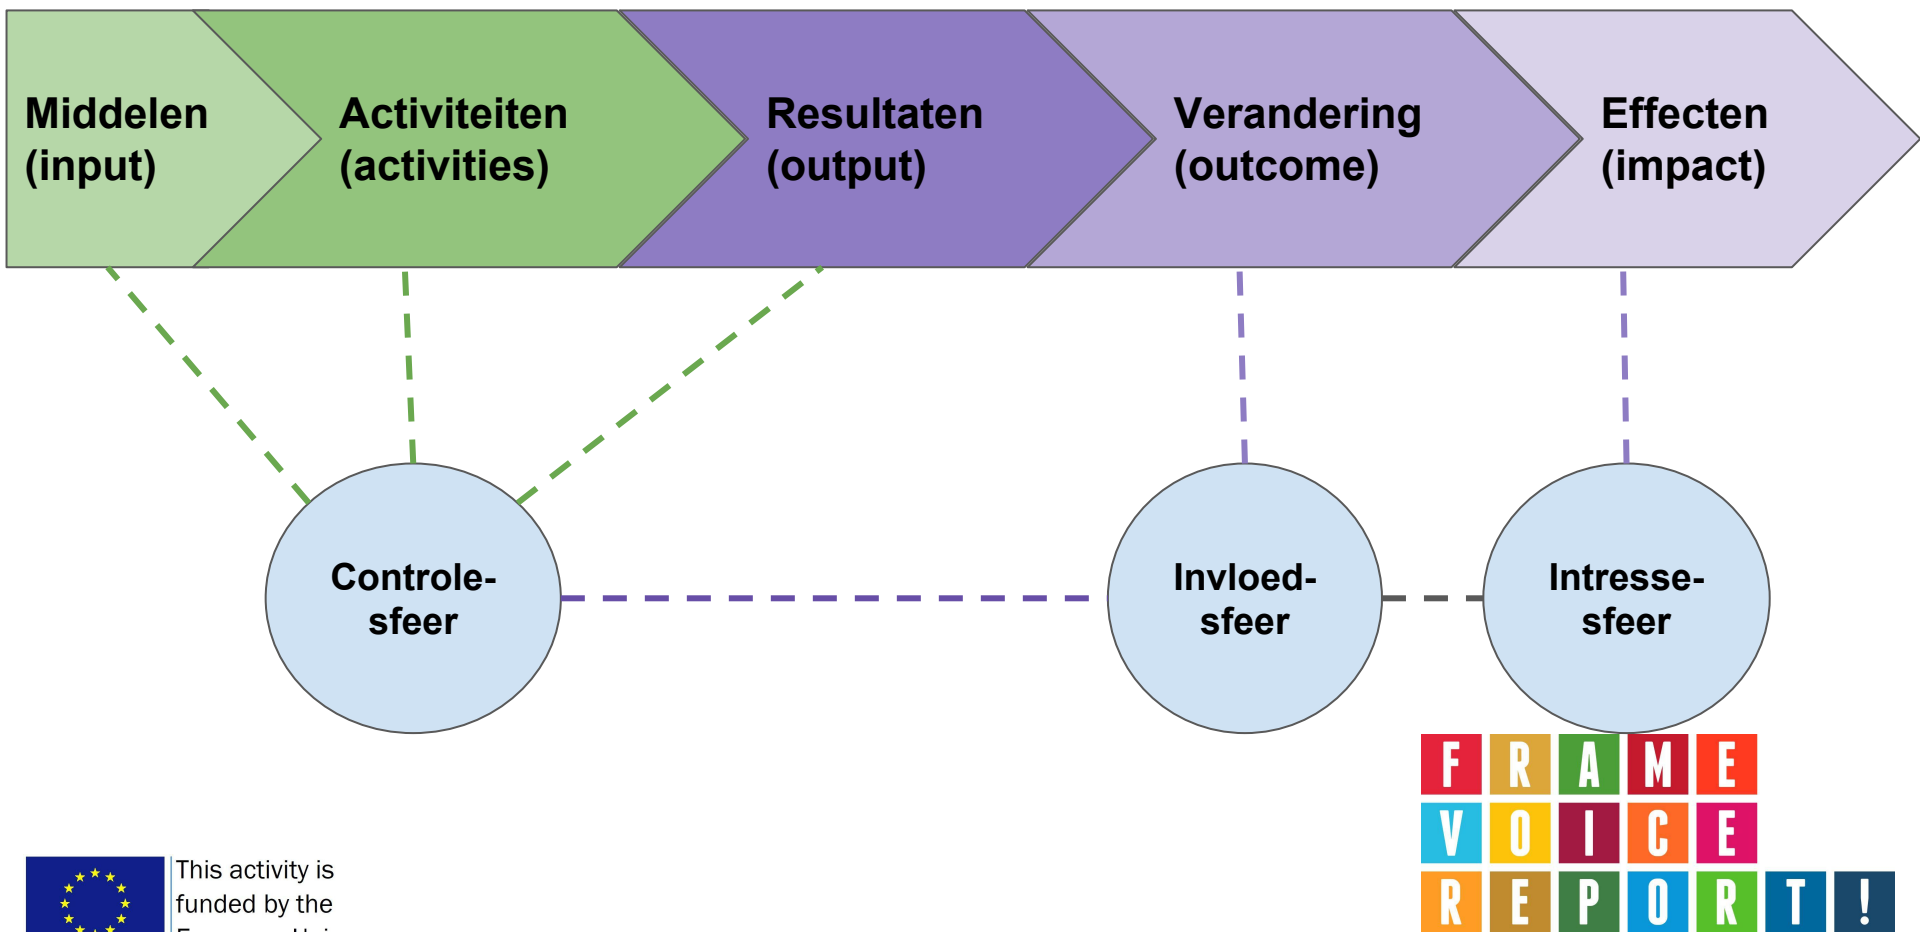 Middelen
(input)
Activiteiten
(activities)
Resultaten
(output)
Verandering
(outcome)
Effecten
(impact)
Controle-
sfeer
Invloed-
sfeer
Intresse-
sfeer
FRAME
VOICE
REPORT!
This activity is
funded by the